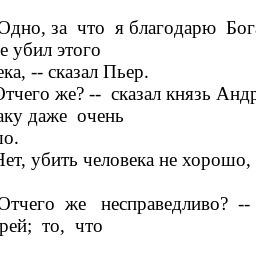 Одно, за что я благодарю Бога
е убил этого
ека, -- сказал Пьер.
Отчего же? -- сказал князь Андр
аку даже очень
шо.
Нет, убить человека не хорошо,
Отчего же несправедливо? --
рей; то, что